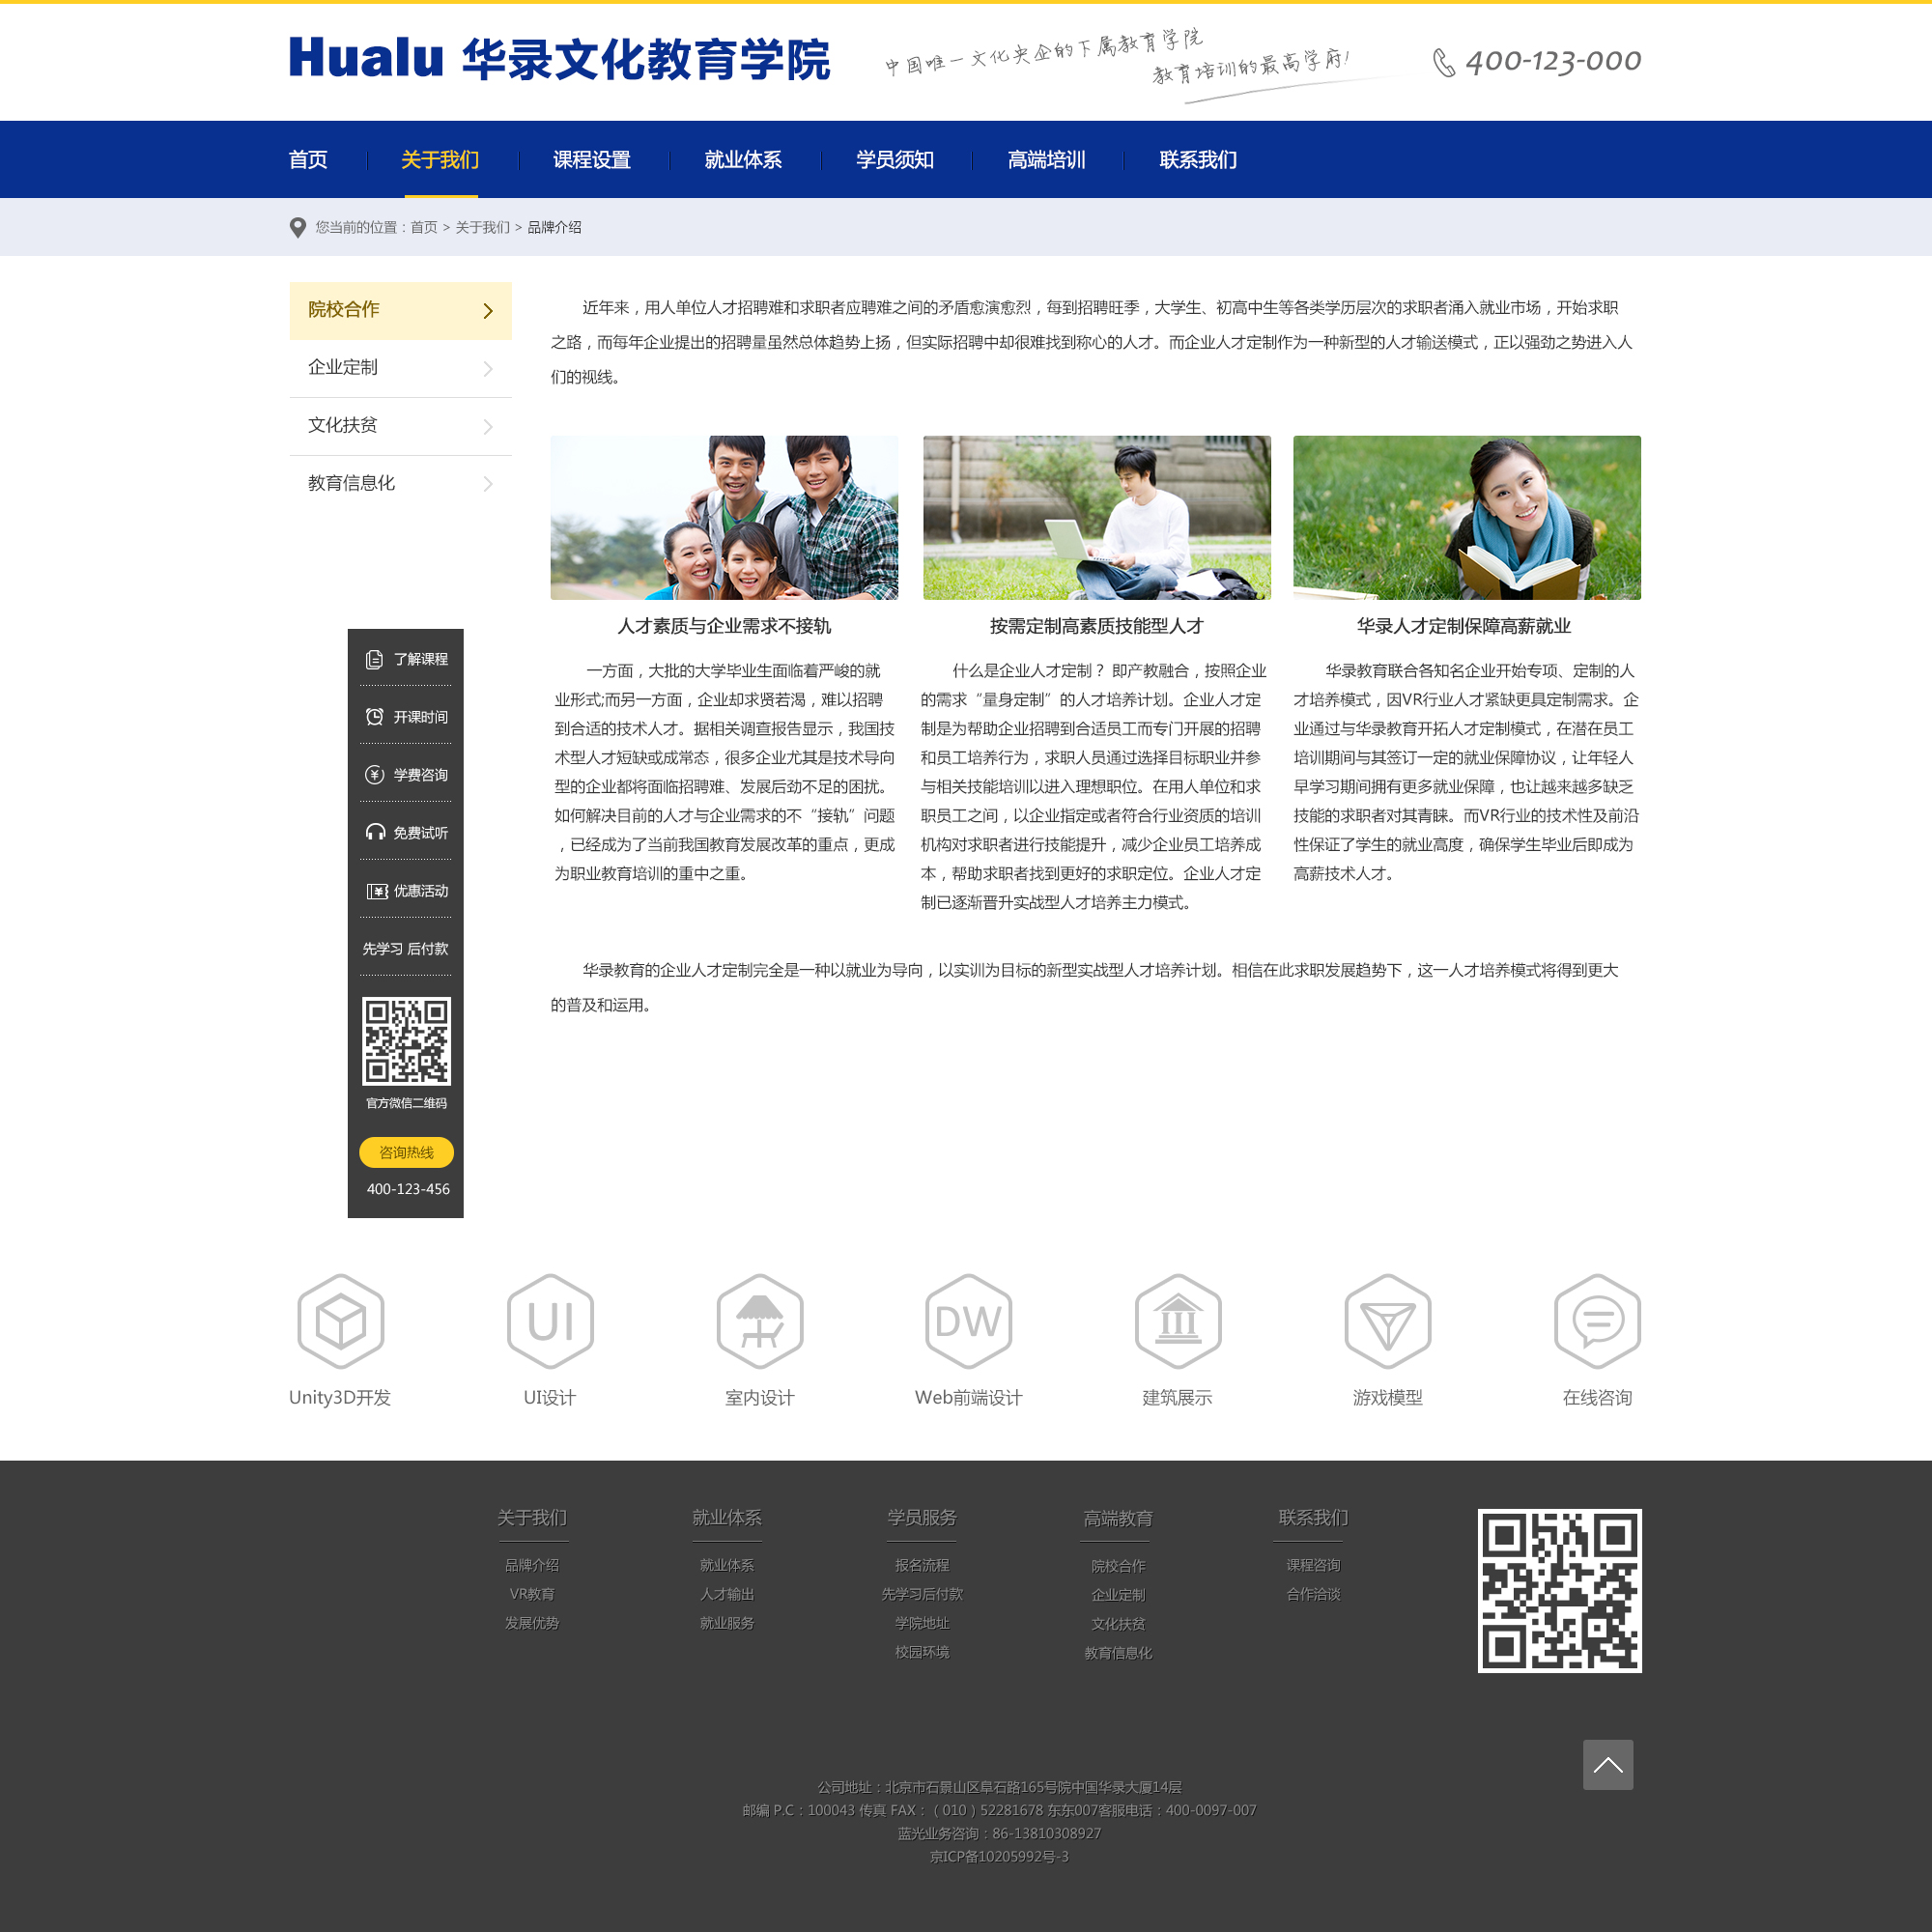 Hualu 华录文化教育学院
中国唯一文化央企的下属教育学院
教育培训的最高学府!
400-123-000
首页 关于我们 课程设置 就业体系 学员须知 高端培训 联系我们
您当前的位置：首页 > 关于我们 > 品牌介绍
院校合作
企业定制
文化扶贫
教育信息化
近年来，用人单位人才招聘难和求职者应聘难之间的矛盾愈演愈烈，每到招聘旺季，大学生、初高中生等各类学历层次的求职者涌入就业市场，开始求职
之路，而每年企业提出的招聘量虽然总体趋势上扬，但实际招聘中却很难找到称心的人才。而企业人才定制作为一种新型的人才输送模式，正以强劲之势进入人
们的视线。
人才素质与企业需求不接轨
一方面，大批的大学毕业生面临着严峻的就
业形式;而另一方面，企业却求贤若渴，难以招聘
到合适的技术人才。据相关调查报告显示，我国技
术型人才短缺或成常态，很多企业尤其是技术导向
型的企业都将面临招聘难、发展后劲不足的困扰。
如何解决目前的人才与企业需求的不“接轨”问题
，已经成为了当前我国教育发展改革的重点，更成
为职业教育培训的重中之重。
按需定制高素质技能型人才
什么是企业人才定制？ 即产教融合，按照企业
的需求“量身定制”的人才培养计划。企业人才定
制是为帮助企业招聘到合适员工而专门开展的招聘
和员工培养行为，求职人员通过选择目标职业并参
与相关技能培训以进入理想职位。在用人单位和求
职员工之间，以企业指定或者符合行业资质的培训
机构对求职者进行技能提升，减少企业员工培养成
本，帮助求职者找到更好的求职定位。企业人才定
制已逐渐晋升实战型人才培养主力模式。
华录人才定制保障高薪就业
华录教育联合各知名企业开始专项、定制的人
才培养模式，因VR行业人才紧缺更具定制需求。企
业通过与华录教育开拓人才定制模式，在潜在员工
培训期间与其签订一定的就业保障协议，让年轻人
早学习期间拥有更多就业保障，也让越来越多缺乏
技能的求职者对其青睐。而VR行业的技术性及前沿
性保证了学生的就业高度，确保学生毕业后即成为
高薪技术人才。
华录教育的企业人才定制完全是一种以就业为导向，以实训为目标的新型实战型人才培养计划。相信在此求职发展趋势下，这一人才培养模式将得到更大
的普及和运用。
了解课程
开课时间
学费咨询
免费试听
优惠活动
先学习 后付款
官方微信二维码
咨询热线
400-123-456
UI
DW
Unity3D开发
UI设计
室内设计
Web前端设计
建筑展示
游戏模型
在线咨询
关于我们
品牌介绍
VR教育
发展优势
就业体系
就业体系
人才输出
就业服务
学员服务
报名流程
先学习后付款
学院地址
校园环境
高端教育
院校合作
企业定制
文化扶贫
教育信息化
联系我们
课程咨询
合作洽谈
公司地址：北京市石景山区阜石路165号院中国华录大厦14层
邮编 P.C：100043 传真 FAX：（010）52281678 东东007客服电话：400-0097-007
蓝光业务咨询：86-13810308927
京ICP备10205992号-3